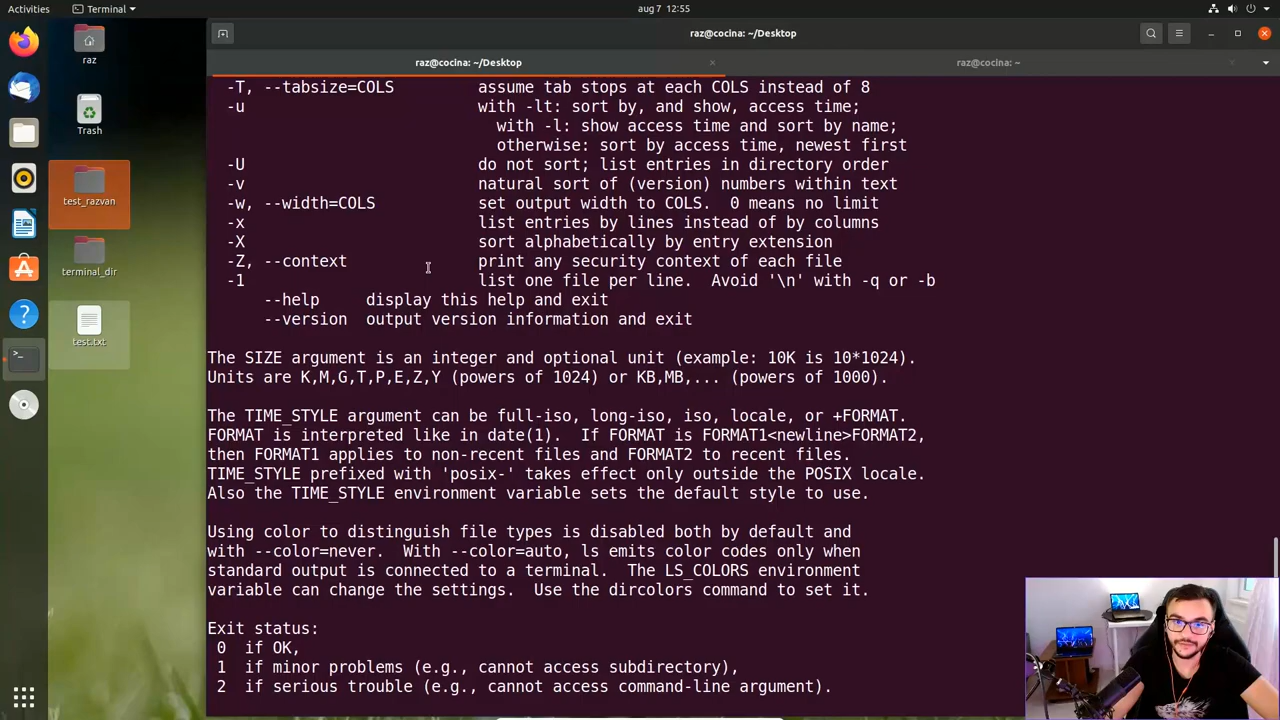 Activities
Terminal
aug 7 12:55
raz@cocina: ~/Desktop
raz@cocina: ~/Desktop
raz@cocina: ~
raz
Trash
test_razvan
terminal_dir
test.txt
-T, --tabsize=COLS assume tab stops at each COLS instead of 8
-u with -lt: sort by, and show, access time;
with -l: show access time and sort by name;
otherwise: sort by access time, newest first
-U do not sort; list entries in directory order
-v natural sort of (version) numbers within text
-w, --width=COLS set output width to COLS.  0 means no limit
-x list entries by lines instead of by columns
-X sort alphabetically by entry extension
-Z, --context print any security context of each file
-1 list one file per line.  Avoid '\n' with -q or -b
--help display this help and exit
--version output version information and exit
The SIZE argument is an integer and optional unit (example: 10K is 10*1024).
Units are K,M,G,T,P,E,Z,Y (powers of 1024) or KB,MB,... (powers of 1000).
The TIME_STYLE argument can be full-iso, long-iso, iso, locale, or +FORMAT.
FORMAT is interpreted like in date(1).  If FORMAT is FORMAT1<newline>FORMAT2,
then FORMAT1 applies to non-recent files and FORMAT2 to recent files.
TIME_STYLE prefixed with 'posix-' takes effect only outside the POSIX locale.
Also the TIME_STYLE environment variable sets the default style to use.
Using color to distinguish file types is disabled both by default and
with --color=never.  With --color=auto, ls emits color codes only when
standard output is connected to a terminal.  The LS_COLORS environment
variable can change the settings.  Use the dircolors command to set it.
Exit status:
0 if OK,
1 if minor problems (e.g., cannot access subdirectory),
2 if serious trouble (e.g., cannot access command-line argument).